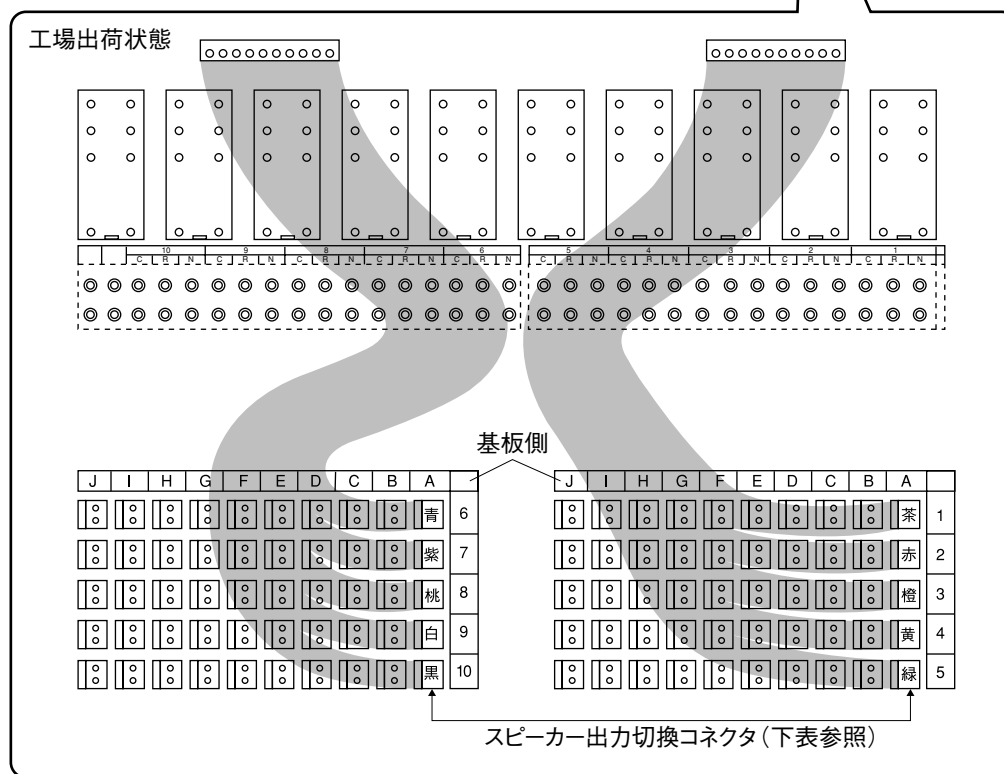 工場出荷状態
10 9 8 7 6 5 4 3 2 1
C R N C R N C R N C R N C R N C R N C R N C R N C R N C R N
基板側
J I H G F E D C B A J I H G F E D C B A
青 6 茶 1
紫 7 赤 2
桃 8 橙 3
白 9 黄 4
黒 10 緑 5
スピーカー出力切換コネクタ（下表参照）